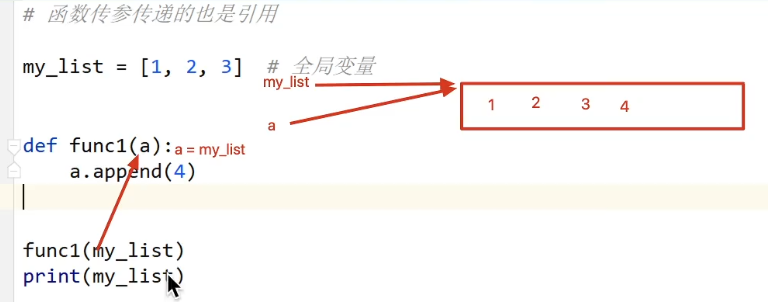 # 函数传参传递的也是引用
my_list = [1, 2, 3]  # 全局变量
my_list
1 2 3 4
a
def func1(a): a = my_list
    a.append(4)
func1(my_list)
print(my_list)